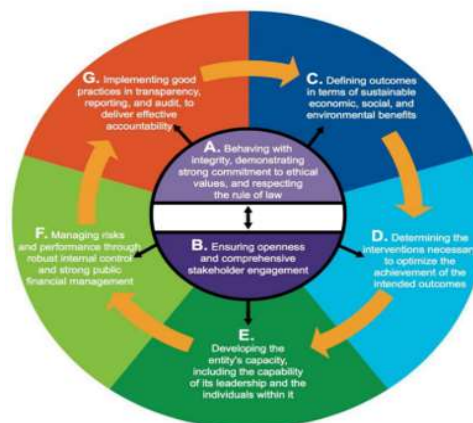 A. Behaving with
integrity, demonstrating
strong commitment to ethical
values, and respecting
the rule of law
B. Ensuring openness
and comprehensive
stakeholder engagement
C. Defining outcomes
in terms of sustainable
economic, social, and
environmental benefits
D. Determining the
interventions necessary
to optimize the
achievement of the
intended outcomes
E.
Developing the
entity's capacity,
including the capability
of its leadership and the
individuals within it
F. Managing risks
and performance through
robust internal control
and strong public
financial management
G. Implementing good
practices in transparency,
reporting, and audit, to
deliver effective
accountability